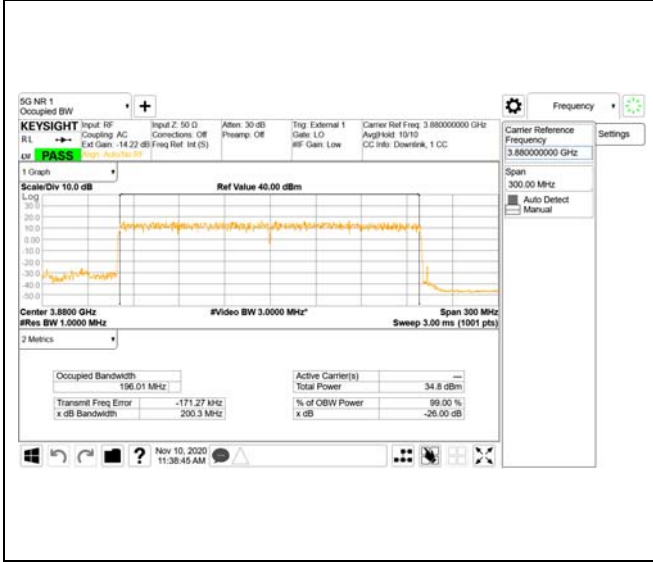 5G NR 1
Occupied BW
Frequency
KEYSIGHT
R L
PASS
Input: RF
Coupling: AC
Ext Gain: -14.22 dB
Align: Auto/No RF
Input Z: 50 Ω
Corrections: Off
Freq Ref: Int (S)
Atten: 30 dB
Preamp: Off
Trig: External 1
Gate: LO
#IF Gain: Low
Carrier Ref Freq: 3.880000000 GHz
Avg|Hold: 10/10
CC Info: Downlink, 1 CC
Carrier Reference
Frequency
3.880000000 GHz
Settings
Span
300.00 MHz
Auto Detect
Manual
1 Graph
Scale/Div 10.0 dB
Ref Value 40.00 dBm
Log
30.0
20.0
10.0
0.00
-10.0
-20.0
-30.0
-40.0
-50.0
Center 3.8800 GHz
#Video BW 3.0000 MHz*
Span 300 MHz
#Res BW 1.0000 MHz
Sweep 3.00 ms (1001 pts)
2 Metrics
Occupied Bandwidth
196.01 MHz
Transmit Freq Error -171.27 kHz
x dB Bandwidth 200.3 MHz
Active Carrier(s) ---
Total Power 34.8 dBm
% of OBW Power 99.00 %
x dB -26.00 dB
Nov 10, 2020
11:38:45 AM